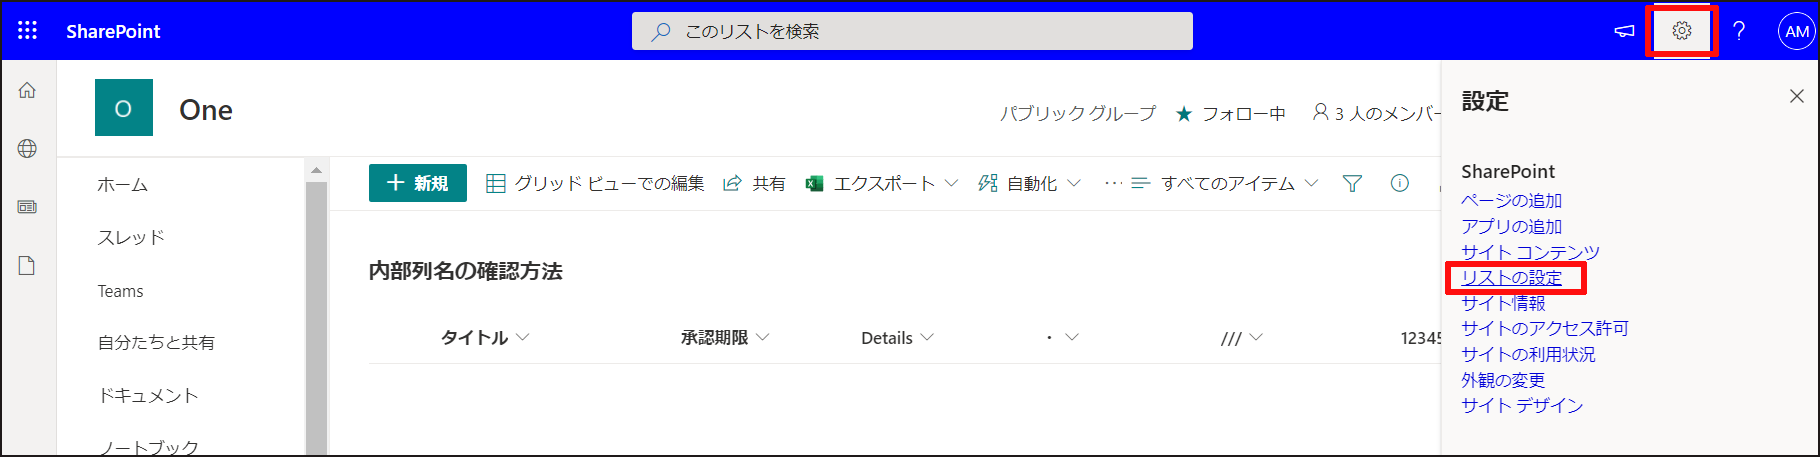 SharePoint
このリストを検索
?
AM
O
One
パブリック グループ
★ フォロー中
3 人のメンバー
ホーム
スレッド
Teams
自分たちと共有
ドキュメント
ノートブック
+ 新規
グリッド ビューでの編集
共有
エクスポート
自動化
…
すべてのアイテム
内部列名の確認方法
タイトル
承認期限
Details
・
///
12345
設定
SharePoint
ページの追加
アプリの追加
サイト コンテンツ
リストの設定
サイト情報
サイトのアクセス許可
サイトの利用状況
外観の変更
サイト デザイン